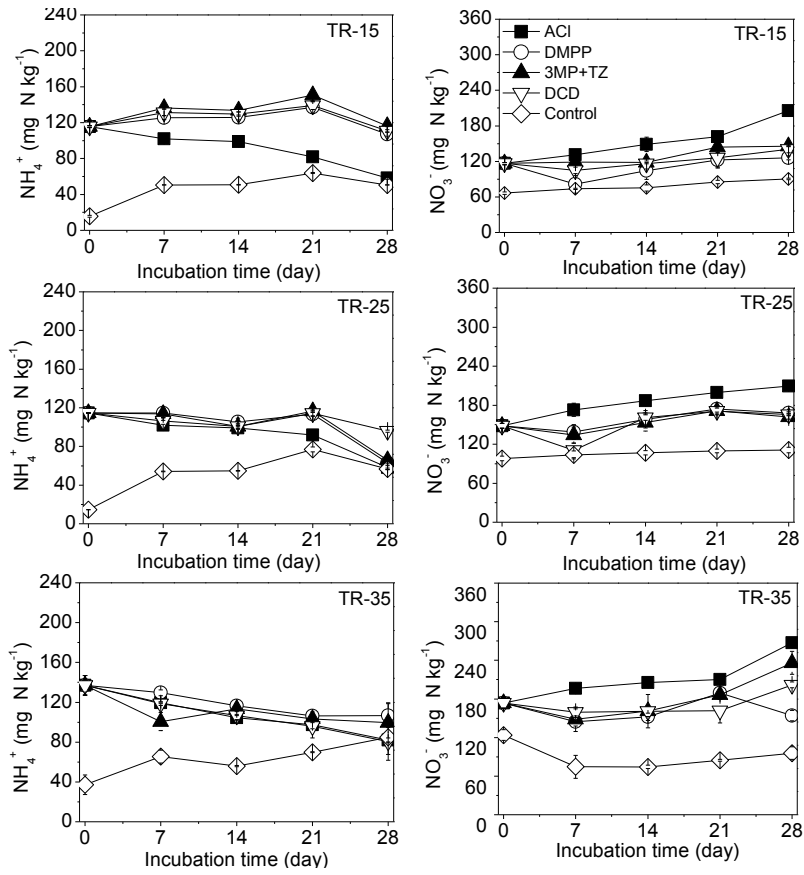 240
200
160
120
80
40
0
NH₄⁺ (mg N kg⁻¹)
TR-15
0 7 14 21 28
Incubation time (day)
360
300
240
180
120
60
0
NO₃⁻ (mg N kg⁻¹)
ACl
DMPP
3MP+TZ
DCD
Control
TR-15
0 7 14 21 28
Incubation time (day)
240
200
160
120
80
40
0
NH₄⁺ (mg N kg⁻¹)
TR-25
0 7 14 21 28
Incubation time (day)
360
300
240
180
120
60
0
NO₃⁻ (mg N kg⁻¹)
TR-25
0 7 14 21 28
Incubation time (day)
240
200
160
120
80
40
0
NH₄⁺ (mg N kg⁻¹)
TR-35
0 7 14 21 28
Incubation time (day)
360
300
240
180
120
60
0
NO₃⁻ (mg N kg⁻¹)
TR-35
0 7 14 21 28
Incubation time (day)